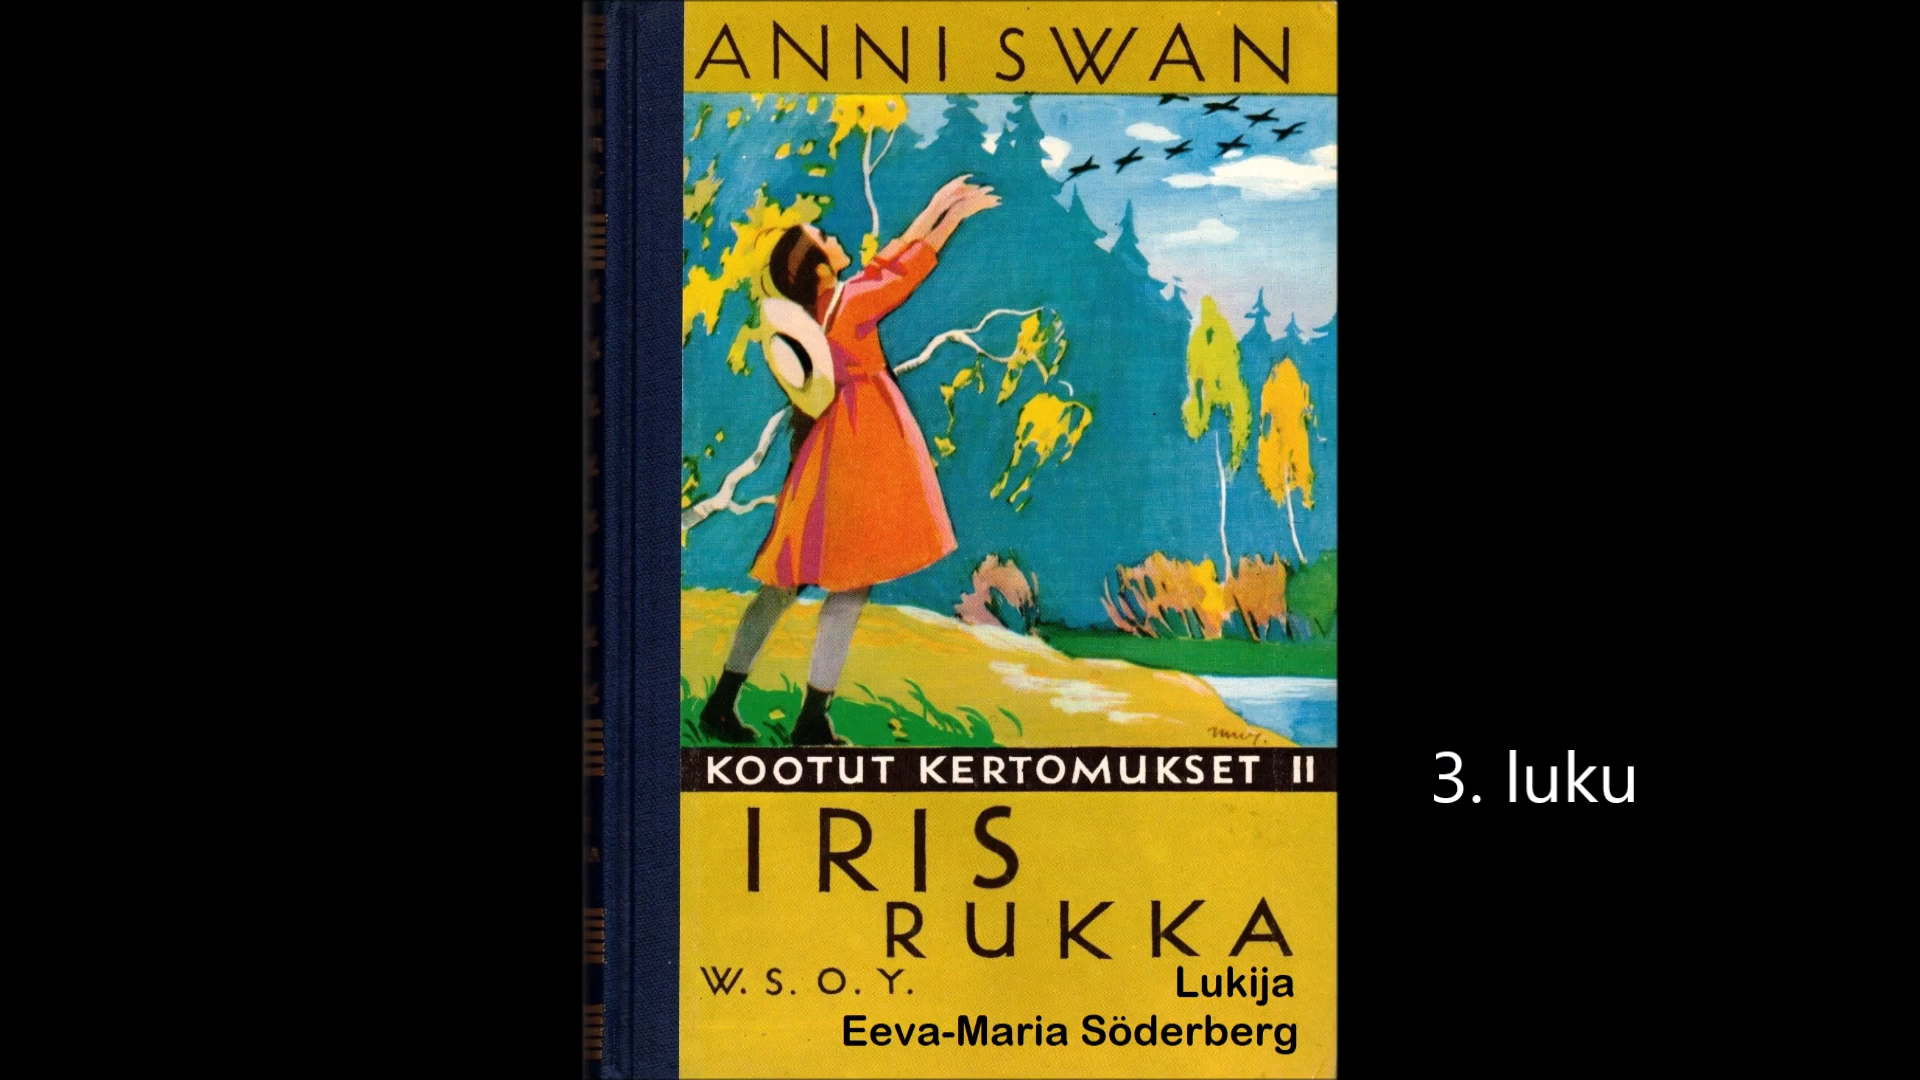 ANNI SWAN
KOOTUT KERTOMUKSET II
IRIS
RUKKA
W.S.O.Y.
Lukija
Eeva-Maria Söderberg
3. luku